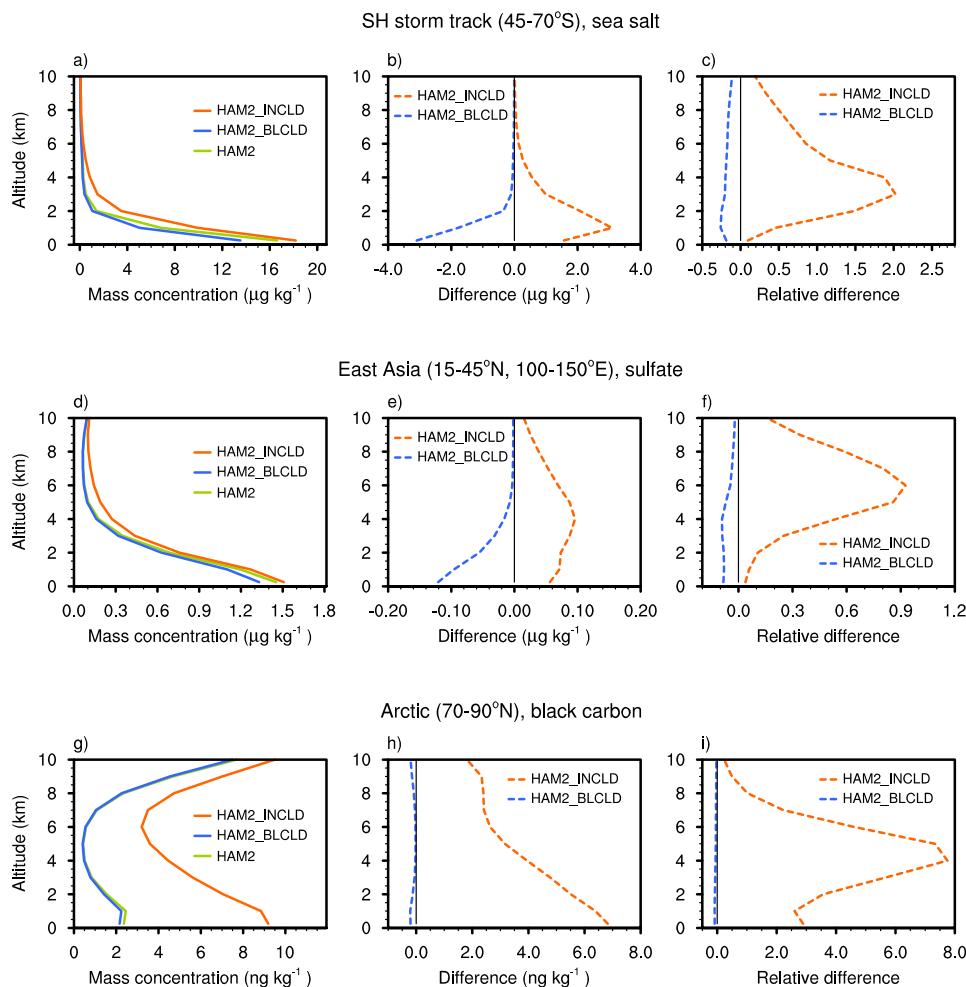 SH storm track (45-70°S), sea salt
a)
b)
c)
Altitude (km)
10
8
6
4
2
0
HAM2_INCLD
HAM2_BLCLD
HAM2
0 4 8 12 16 20
Mass concentration (μg kg⁻¹ )
10
8
6
4
2
0
HAM2_INCLD
HAM2_BLCLD
-4.0 -2.0 0.0 2.0 4.0
Difference (μg kg⁻¹ )
10
8
6
4
2
0
HAM2_INCLD
HAM2_BLCLD
-0.5 0.0 0.5 1.0 1.5 2.0 2.5
Relative difference
East Asia (15-45°N, 100-150°E), sulfate
d)
e)
f)
Altitude (km)
10
8
6
4
2
0
HAM2_INCLD
HAM2_BLCLD
HAM2
0.0 0.3 0.6 0.9 1.2 1.5 1.8
Mass concentration (μg kg⁻¹ )
10
8
6
4
2
0
HAM2_INCLD
HAM2_BLCLD
-0.20 -0.10 0.00 0.10 0.20
Difference (μg kg⁻¹ )
10
8
6
4
2
0
HAM2_INCLD
HAM2_BLCLD
0.0 0.3 0.6 0.9 1.2
Relative difference
Arctic (70-90°N), black carbon
g)
h)
i)
Altitude (km)
10
8
6
4
2
0
HAM2_INCLD
HAM2_BLCLD
HAM2
0 2 4 6 8 10
Mass concentration (ng kg⁻¹ )
10
8
6
4
2
0
HAM2_INCLD
HAM2_BLCLD
0.0 2.0 4.0 6.0 8.0
Difference (ng kg⁻¹ )
10
8
6
4
2
0
HAM2_INCLD
HAM2_BLCLD
0.0 2.0 4.0 6.0 8.0
Relative difference